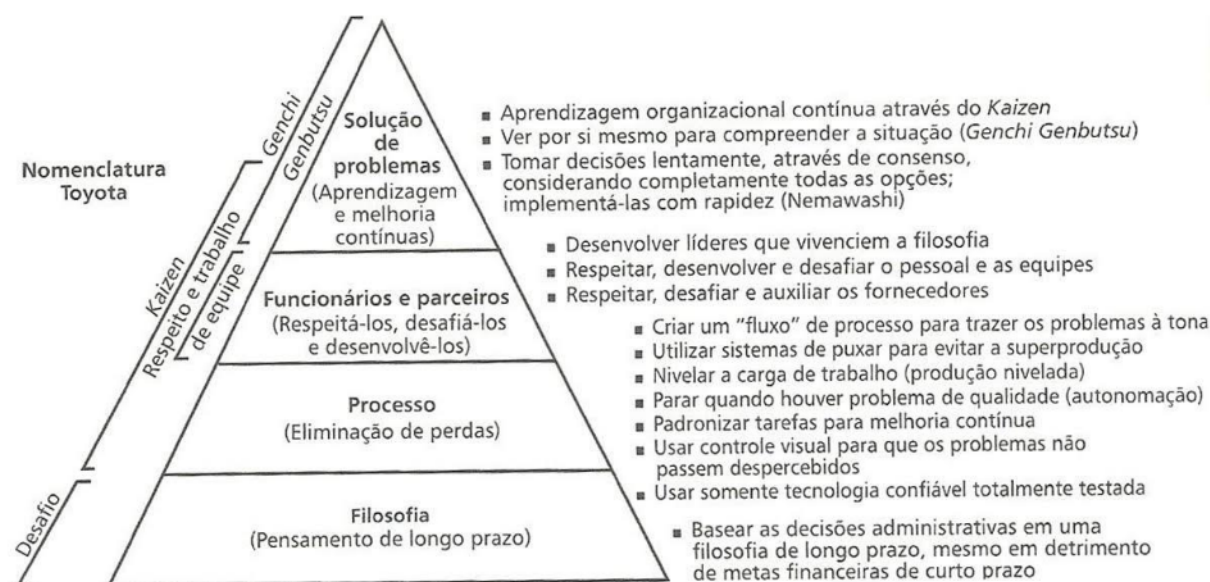 Nomenclatura
Toyota
Genchi
Genbutsu
Kaizen
Respeito e trabalho
de equipe
Desafio
Solução
de
problemas
(Aprendizagem
e melhoria
contínuas)
▪ Aprendizagem organizacional contínua através do Kaizen
▪ Ver por si mesmo para compreender a situação (Genchi Genbutsu)
▪ Tomar decisões lentamente, através de consenso,
considerando completamente todas as opções;
implementá-las com rapidez (Nemawashi)
Funcionários e parceiros
(Respeitá-los, desafiá-los
e desenvolvê-los)
▪ Desenvolver líderes que vivenciem a filosofia
▪ Respeitar, desenvolver e desafiar o pessoal e as equipes
▪ Respeitar, desafiar e auxiliar os fornecedores
Processo
(Eliminação de perdas)
▪ Criar um “fluxo” de processo para trazer os problemas à tona
▪ Utilizar sistemas de puxar para evitar a superprodução
▪ Nivelar a carga de trabalho (produção nivelada)
▪ Parar quando houver problema de qualidade (autonomação)
▪ Padronizar tarefas para melhoria contínua
▪ Usar controle visual para que os problemas não
passem despercebidos
▪ Usar somente tecnologia confiável totalmente testada
Filosofia
(Pensamento de longo prazo)
▪ Basear as decisões administrativas em uma
filosofia de longo prazo, mesmo em detrimento
de metas financeiras de curto prazo